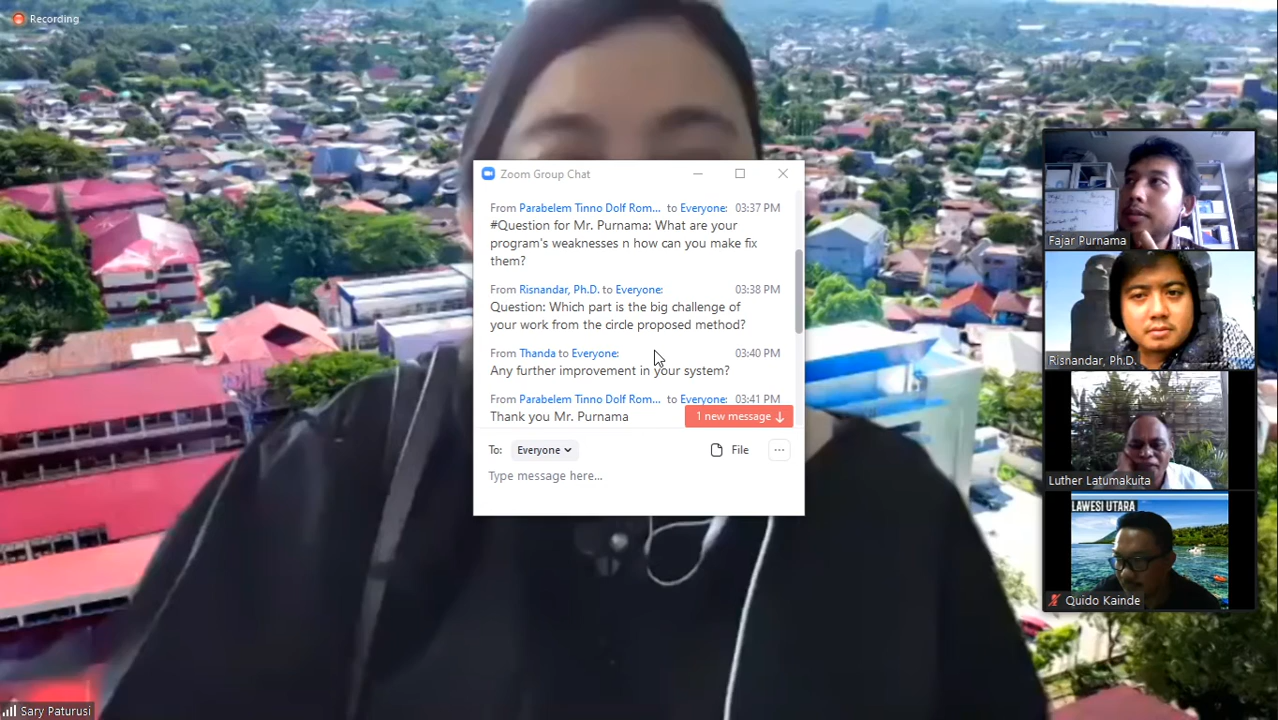 Recording
Zoom Group Chat
From Parabelem Tinno Dolf Rom... to Everyone: 03:37 PM
#Question for Mr. Purnama: What are your
program's weaknesses n how can you make fix
them?
From Risnandar, Ph.D. to Everyone: 03:38 PM
Question: Which part is the big challenge of
your work from the circle proposed method?
From Thanda to Everyone: 03:40 PM
Any further improvement in your system?
From Parabelem Tinno Dolf Rom... to Everyone: 03:41 PM
Thank you Mr. Purnama
1 new message
To: Everyone
File
Type message here...
Fajar Purnama
Risnandar, Ph.D.
Luther Latumakuita
LAWESI UTARA
Quido Kainde
Sary Paturusi